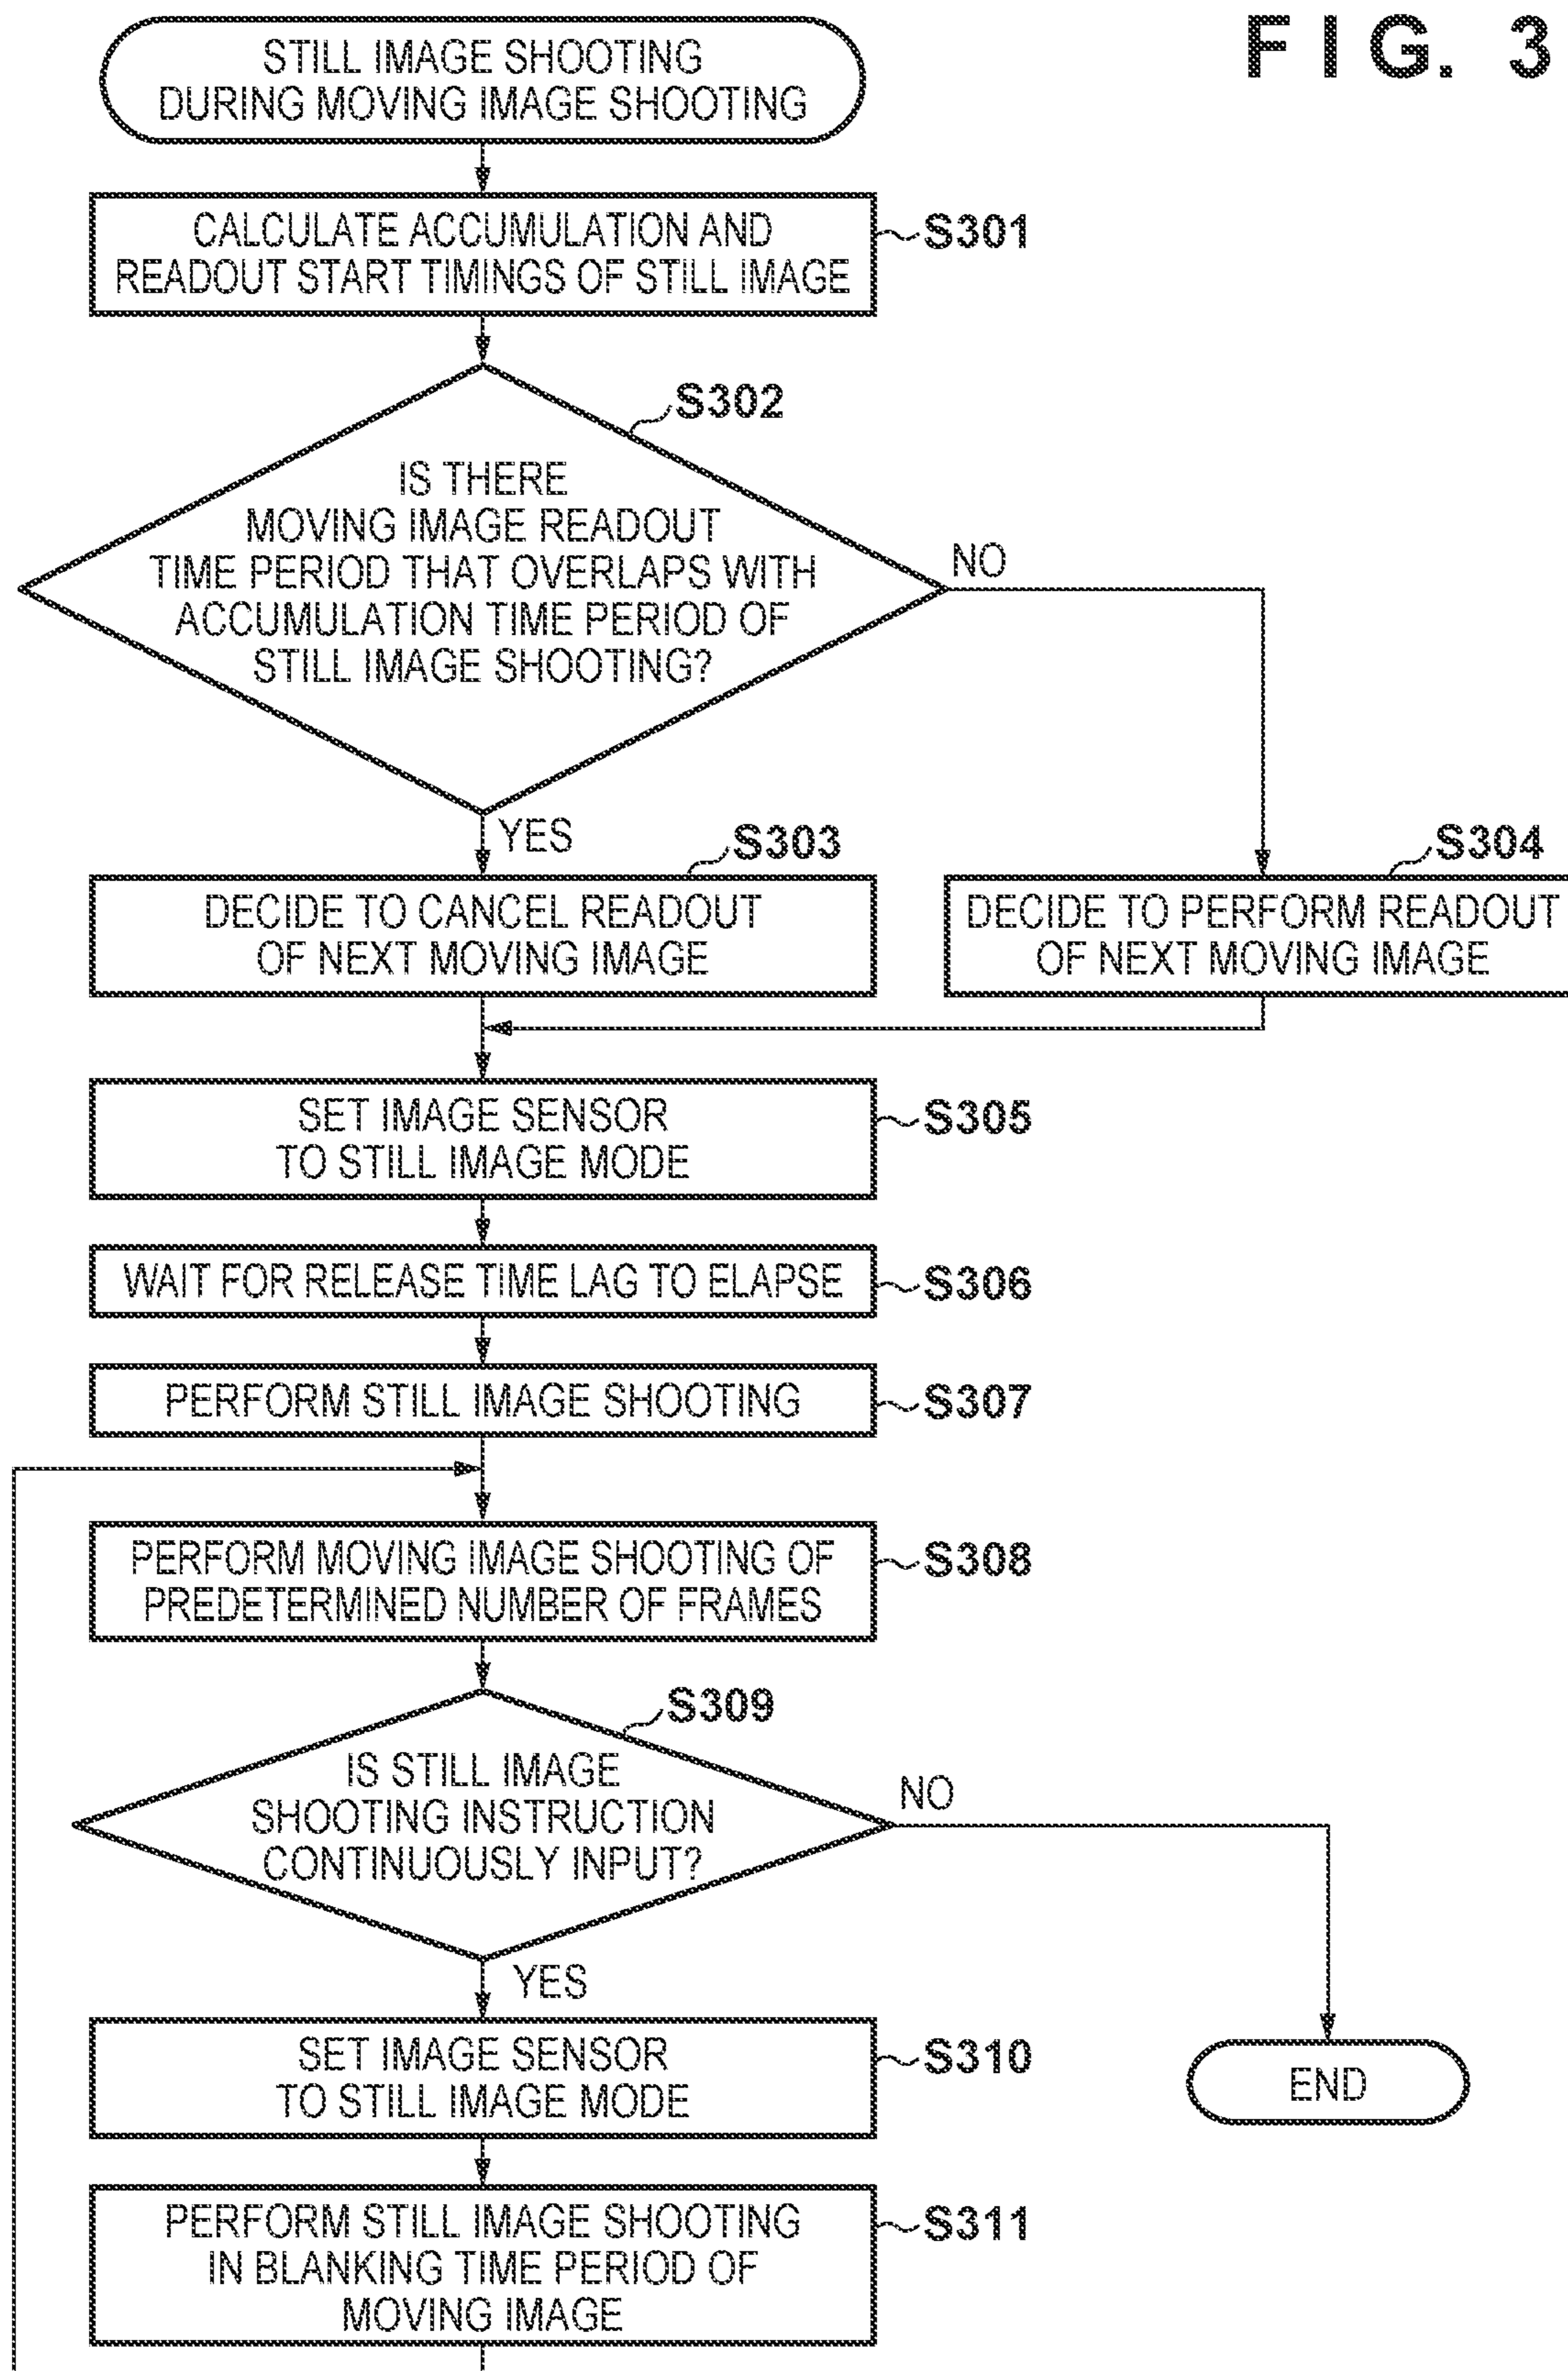 FIG. 3
STILL IMAGE SHOOTING
DURING MOVING IMAGE SHOOTING
CALCULATE ACCUMULATION AND
READOUT START TIMINGS OF STILL IMAGE
S301
S302
IS THERE
MOVING IMAGE READOUT
TIME PERIOD THAT OVERLAPS WITH
ACCUMULATION TIME PERIOD OF
STILL IMAGE SHOOTING?
NO
YES
S303
DECIDE TO CANCEL READOUT
OF NEXT MOVING IMAGE
S304
DECIDE TO PERFORM READOUT
OF NEXT MOVING IMAGE
SET IMAGE SENSOR
TO STILL IMAGE MODE
S305
WAIT FOR RELEASE TIME LAG TO ELAPSE
S306
PERFORM STILL IMAGE SHOOTING
S307
PERFORM MOVING IMAGE SHOOTING OF
PREDETERMINED NUMBER OF FRAMES
S308
S309
IS STILL IMAGE
SHOOTING INSTRUCTION
CONTINUOUSLY INPUT?
NO
YES
SET IMAGE SENSOR
TO STILL IMAGE MODE
S310
END
PERFORM STILL IMAGE SHOOTING
IN BLANKING TIME PERIOD OF
MOVING IMAGE
S311